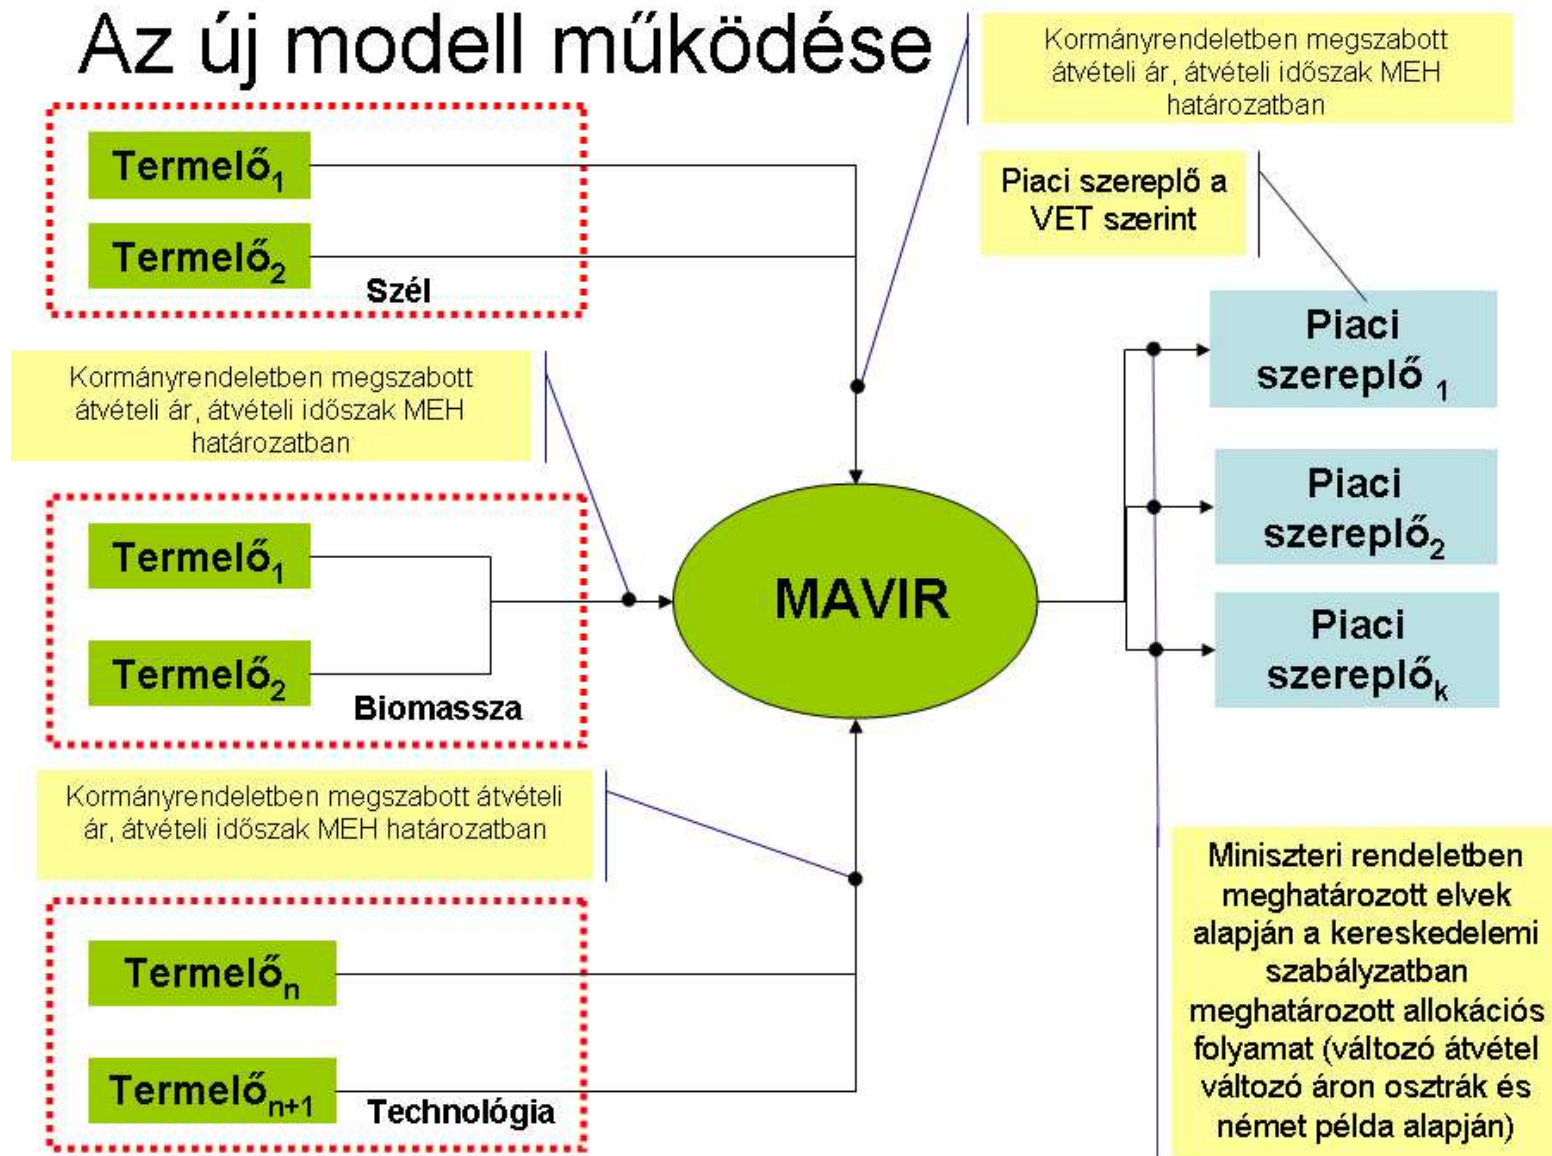 Az új modell működése
Kormányrendeletben megszabott
átvételi ár, átvételi időszak MEH
határozatban
Termelő1
Termelő2
Szél
Piaci szereplő a
VET szerint
Piaci
szereplő 1
Kormányrendeletben megszabott
átvételi ár, átvételi időszak MEH
határozatban
Termelő1
Termelő2
Biomassza
MAVIR
Piaci
szereplő2
Piaci
szereplők
Kormányrendeletben megszabott átvételi
ár, átvételi időszak MEH határozatban
Termelőn
Termelőn+1
Technológia
Miniszteri rendeletben
meghatározott elvek
alapján a kereskedelemi
szabályzatban
meghatározott allokációs
folyamat (változó átvétel
változó áron osztrák és
német példa alapján)